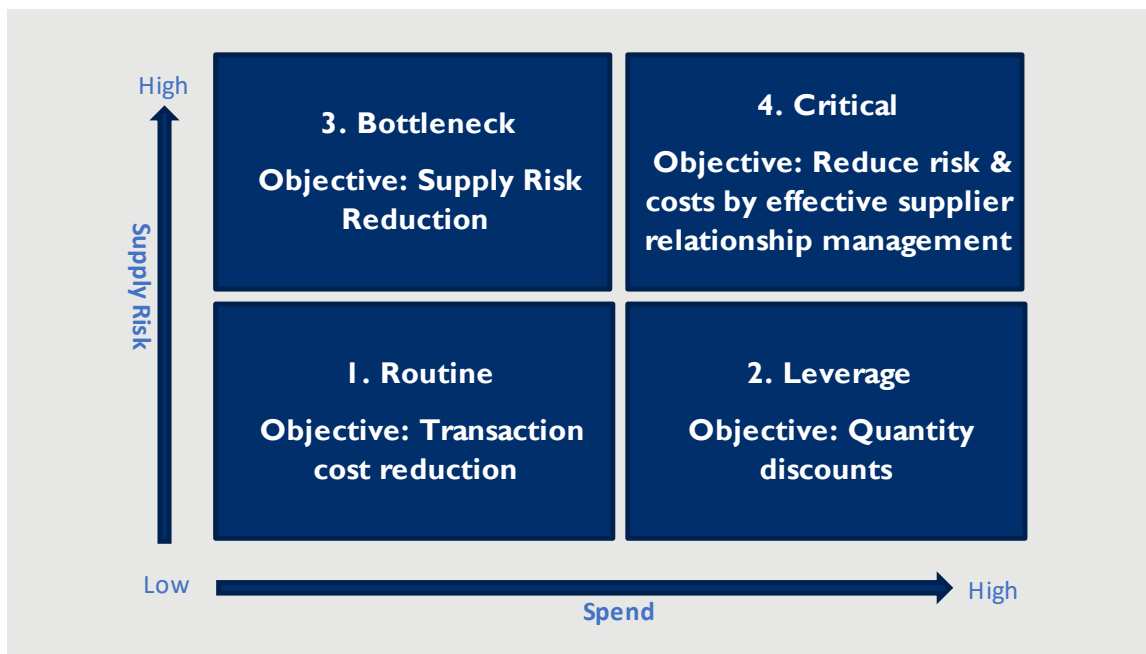 High
3. Bottleneck
Objective: Supply Risk
Reduction
4. Critical
Objective: Reduce risk &
costs by effective supplier
relationship management
Supply Risk
1. Routine
Objective: Transaction
cost reduction
2. Leverage
Objective: Quantity
discounts
Low
High
Spend